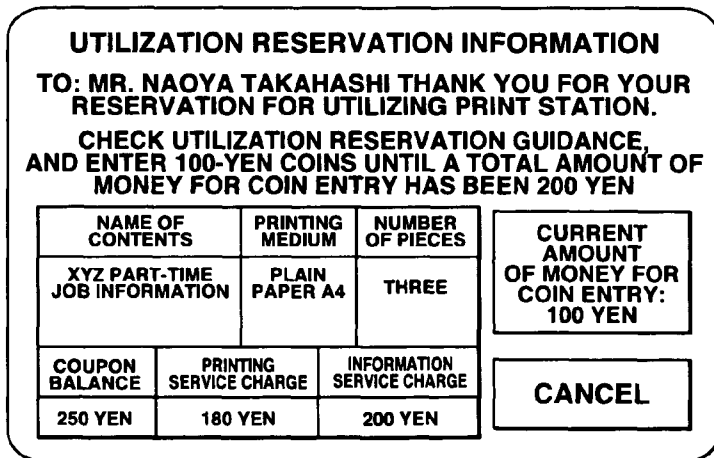 UTILIZATION RESERVATION INFORMATION
TO: MR. NAOYA TAKAHASHI THANK YOU FOR YOUR
RESERVATION FOR UTILIZING PRINT STATION.
CHECK UTILIZATION RESERVATION GUIDANCE,
AND ENTER 100-YEN COINS UNTIL A TOTAL AMOUNT OF
MONEY FOR COIN ENTRY HAS BEEN 200 YEN
NAME OF
CONTENTS
PRINTING
MEDIUM
NUMBER
OF PIECES
XYZ PART-TIME
JOB INFORMATION
PLAIN
PAPER A4
THREE
COUPON
BALANCE
PRINTING
SERVICE CHARGE
INFORMATION
SERVICE CHARGE
250 YEN
180 YEN
200 YEN
CURRENT
AMOUNT
OF MONEY FOR
COIN ENTRY:
100 YEN
CANCEL